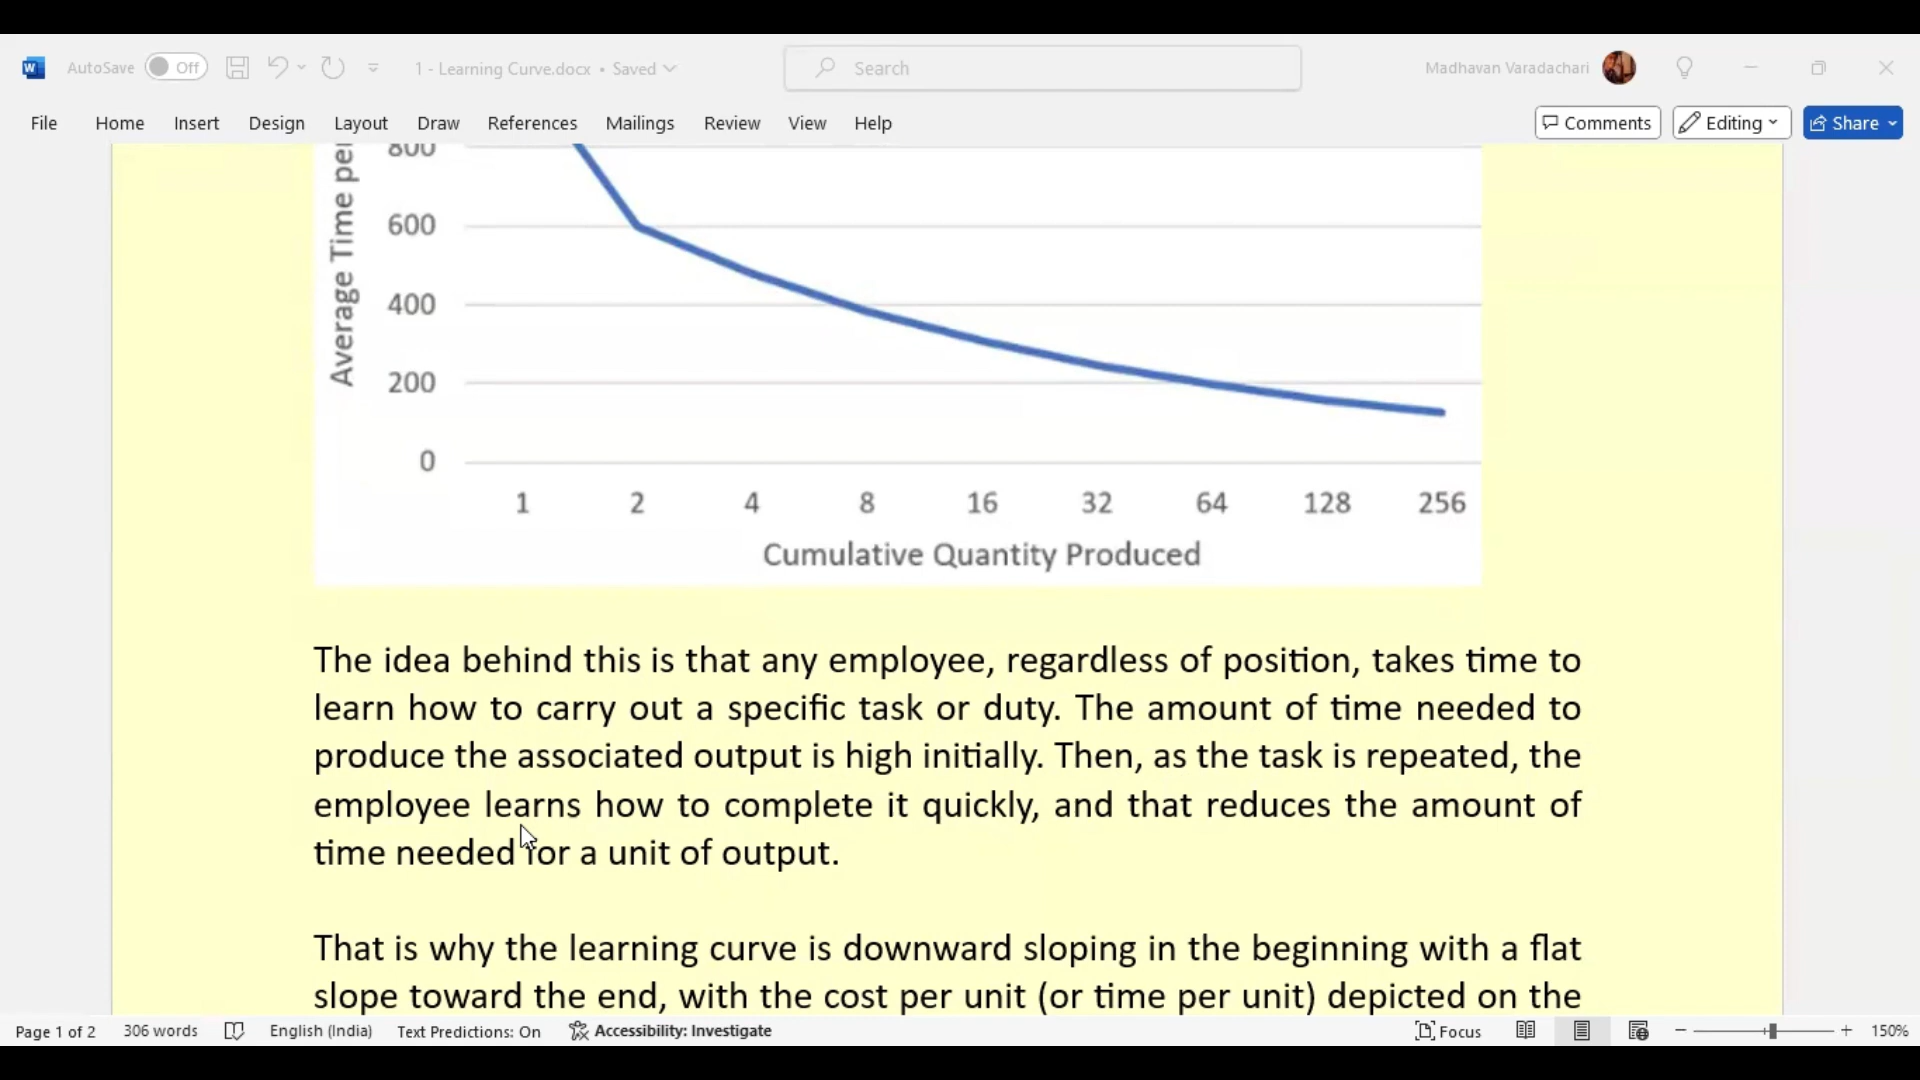 AutoSave Off 1 - Learning Curve.docx • Saved Search Madhavan Varadachari
File Home Insert Design Layout Draw References Mailings Review View Help Comments Editing Share
Average Time per
800
600
400
200
0
1 2 4 8 16 32 64 128 256
Cumulative Quantity Produced
The idea behind this is that any employee, regardless of position, takes time to
learn how to carry out a specific task or duty. The amount of time needed to
produce the associated output is high initially. Then, as the task is repeated, the
employee learns how to complete it quickly, and that reduces the amount of
time needed for a unit of output.
That is why the learning curve is downward sloping in the beginning with a flat
slope toward the end, with the cost per unit (or time per unit) depicted on the
Page 1 of 2 306 words English (India) Text Predictions: On Accessibility: Investigate Focus 150%